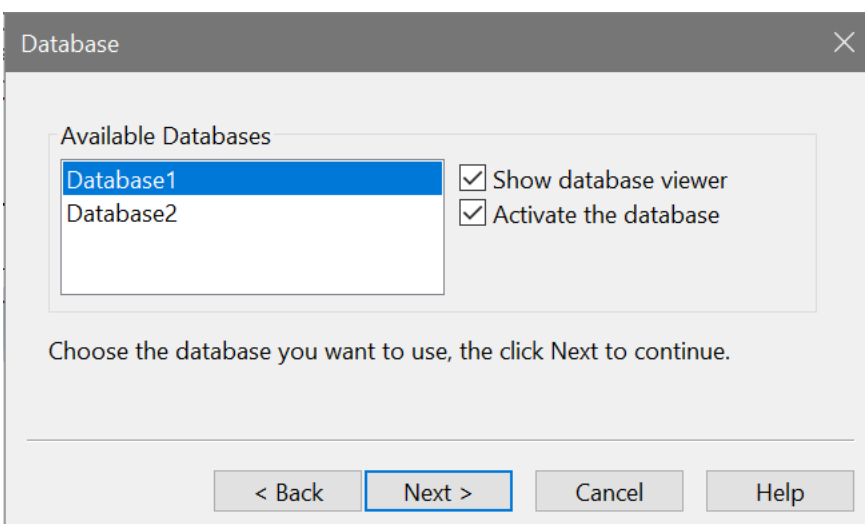 Database
Available Databases
Database1
Database2
Show database viewer
Activate the database
Choose the database you want to use, the click Next to continue.
< Back
Next >
Cancel
Help